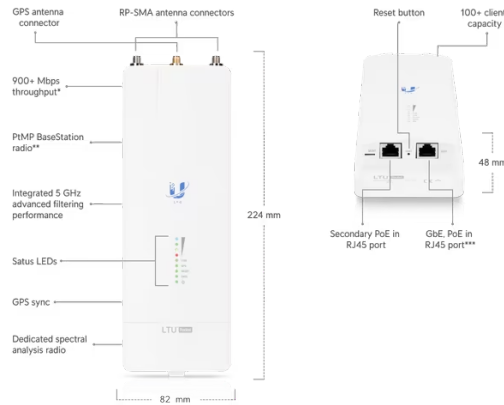 GPS antenna
connector
RP-SMA antenna connectors
900+ Mbps
throughput*
PtMP BaseStation
radio**
Integrated 5 GHz
advanced filtering
performance
Satus LEDs
GPS sync
Dedicated spectral
analysis radio
LTU
224 mm
82 mm
Reset button
100+ client
capacity
48 mm
Secondary PoE in
RJ45 port
GbE, PoE in
RJ45 port***